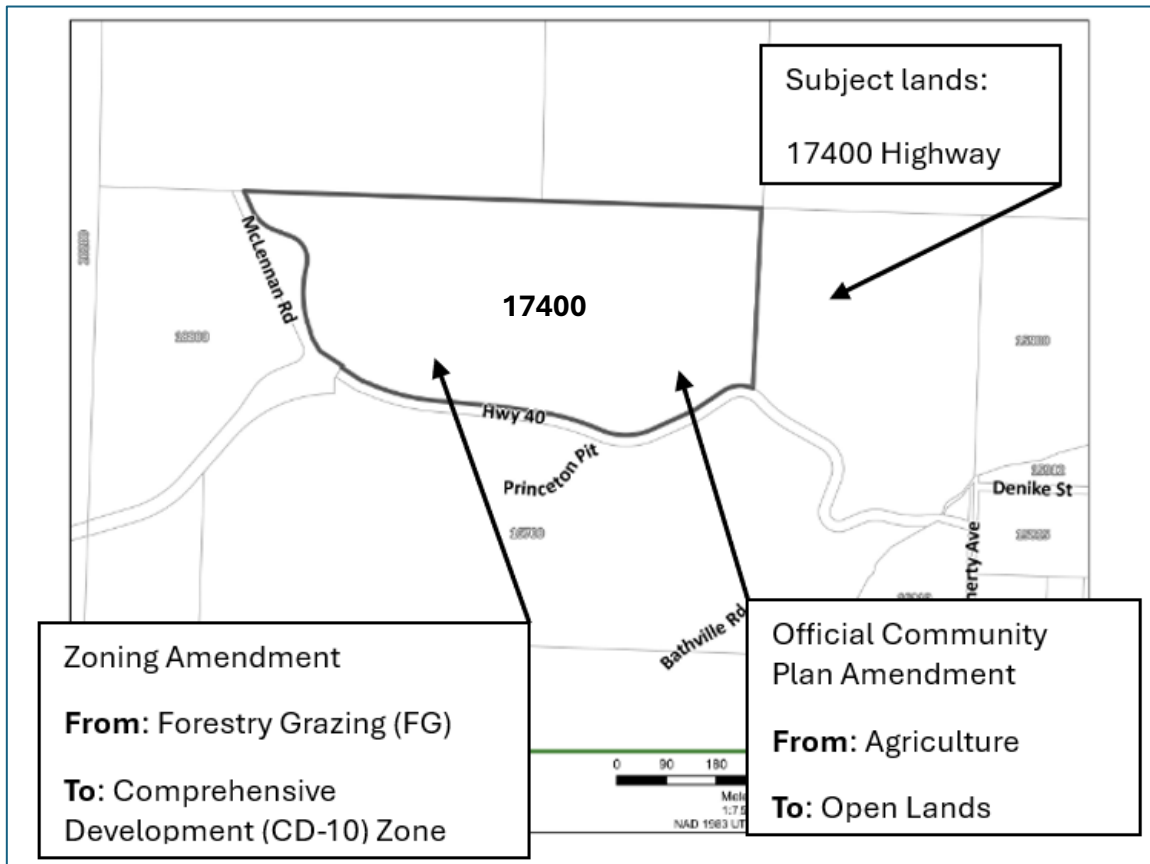 Subject lands:
17400 Highway
McLennan Rd
17400
Hwy 40
Princeton Pit
Denike St
Bathville Rd
Zoning Amendment
From: Forestry Grazing (FG)
To: Comprehensive
Development (CD-10) Zone
Official Community
Plan Amendment
From: Agriculture
To: Open Lands
0 90 180
NAD 1983